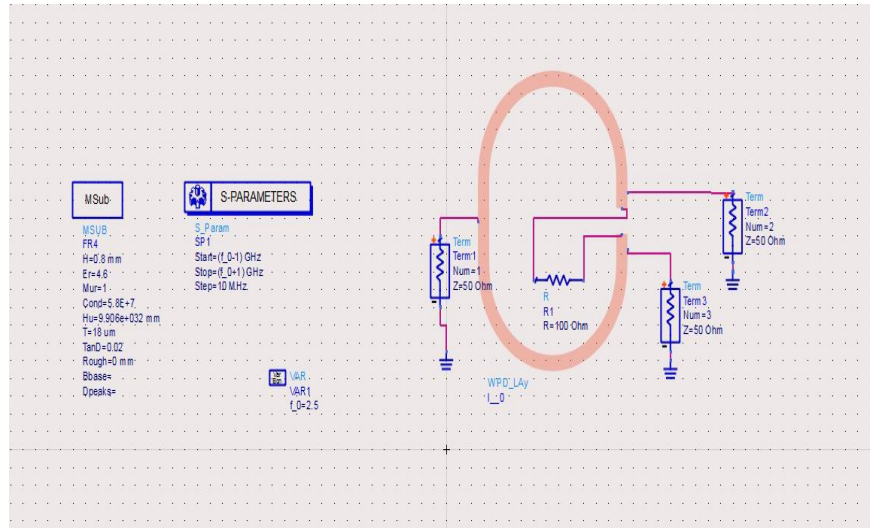 MSub
MSUB
FR4
H=0.8 mm
Er=4.6
Mur=1
Cond=5.8E+7
Hu=9.906e+032 mm
T=18 um
TanD=0.02
Rough=0 mm
Bbase=
Dpeaks=
S-PARAMETERS
S_Param
SP1
Start=(f_0-1) GHz
Stop=(f_0+1) GHz
Step=10 MHz
Var
Eqn
VAR
VAR1
f_0=2.5
Term
Term1
Num=1
Z=50 Ohm
R
R1
R=100 Ohm
WPD_LAy
I__0
Term
Term2
Num=2
Z=50 Ohm
Term
Term3
Num=3
Z=50 Ohm